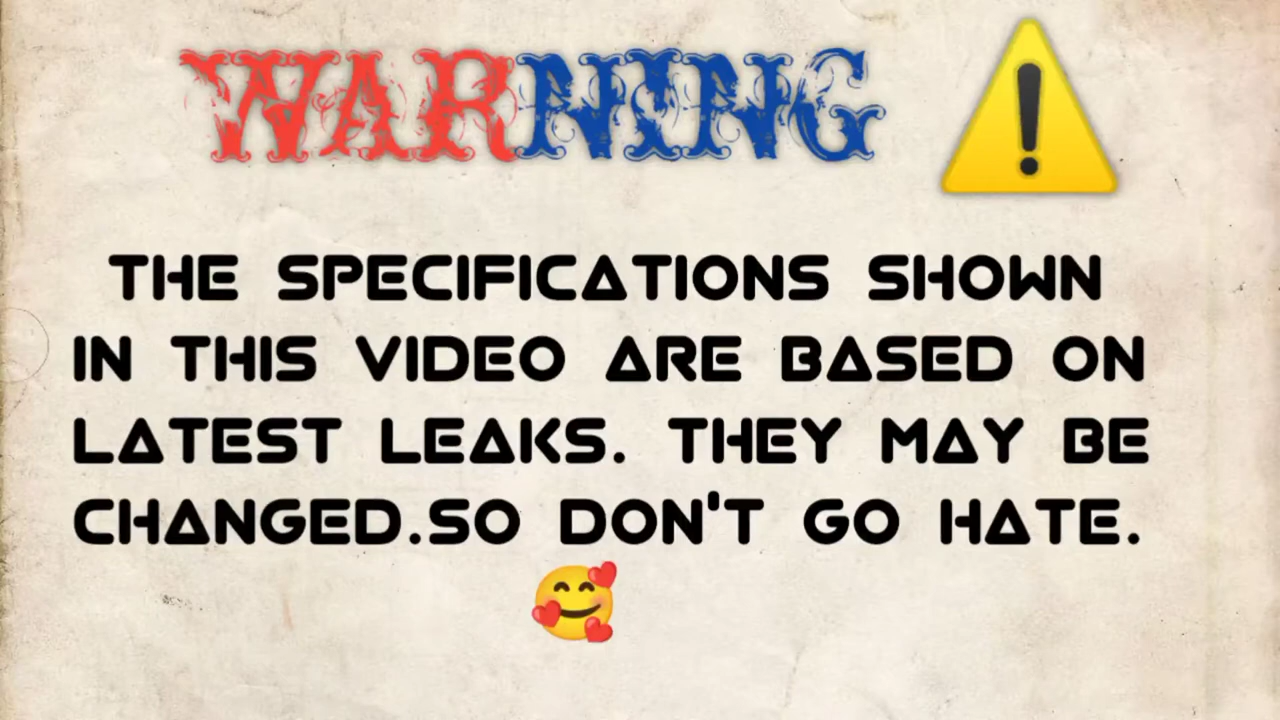 WARNING ⚠️
THE SPECIFICATIONS SHOWN
IN THIS VIDEO ARE BASED ON
LATEST LEAKS. THEY MAY BE
CHANGED.SO DON'T GO HATE.
🥰